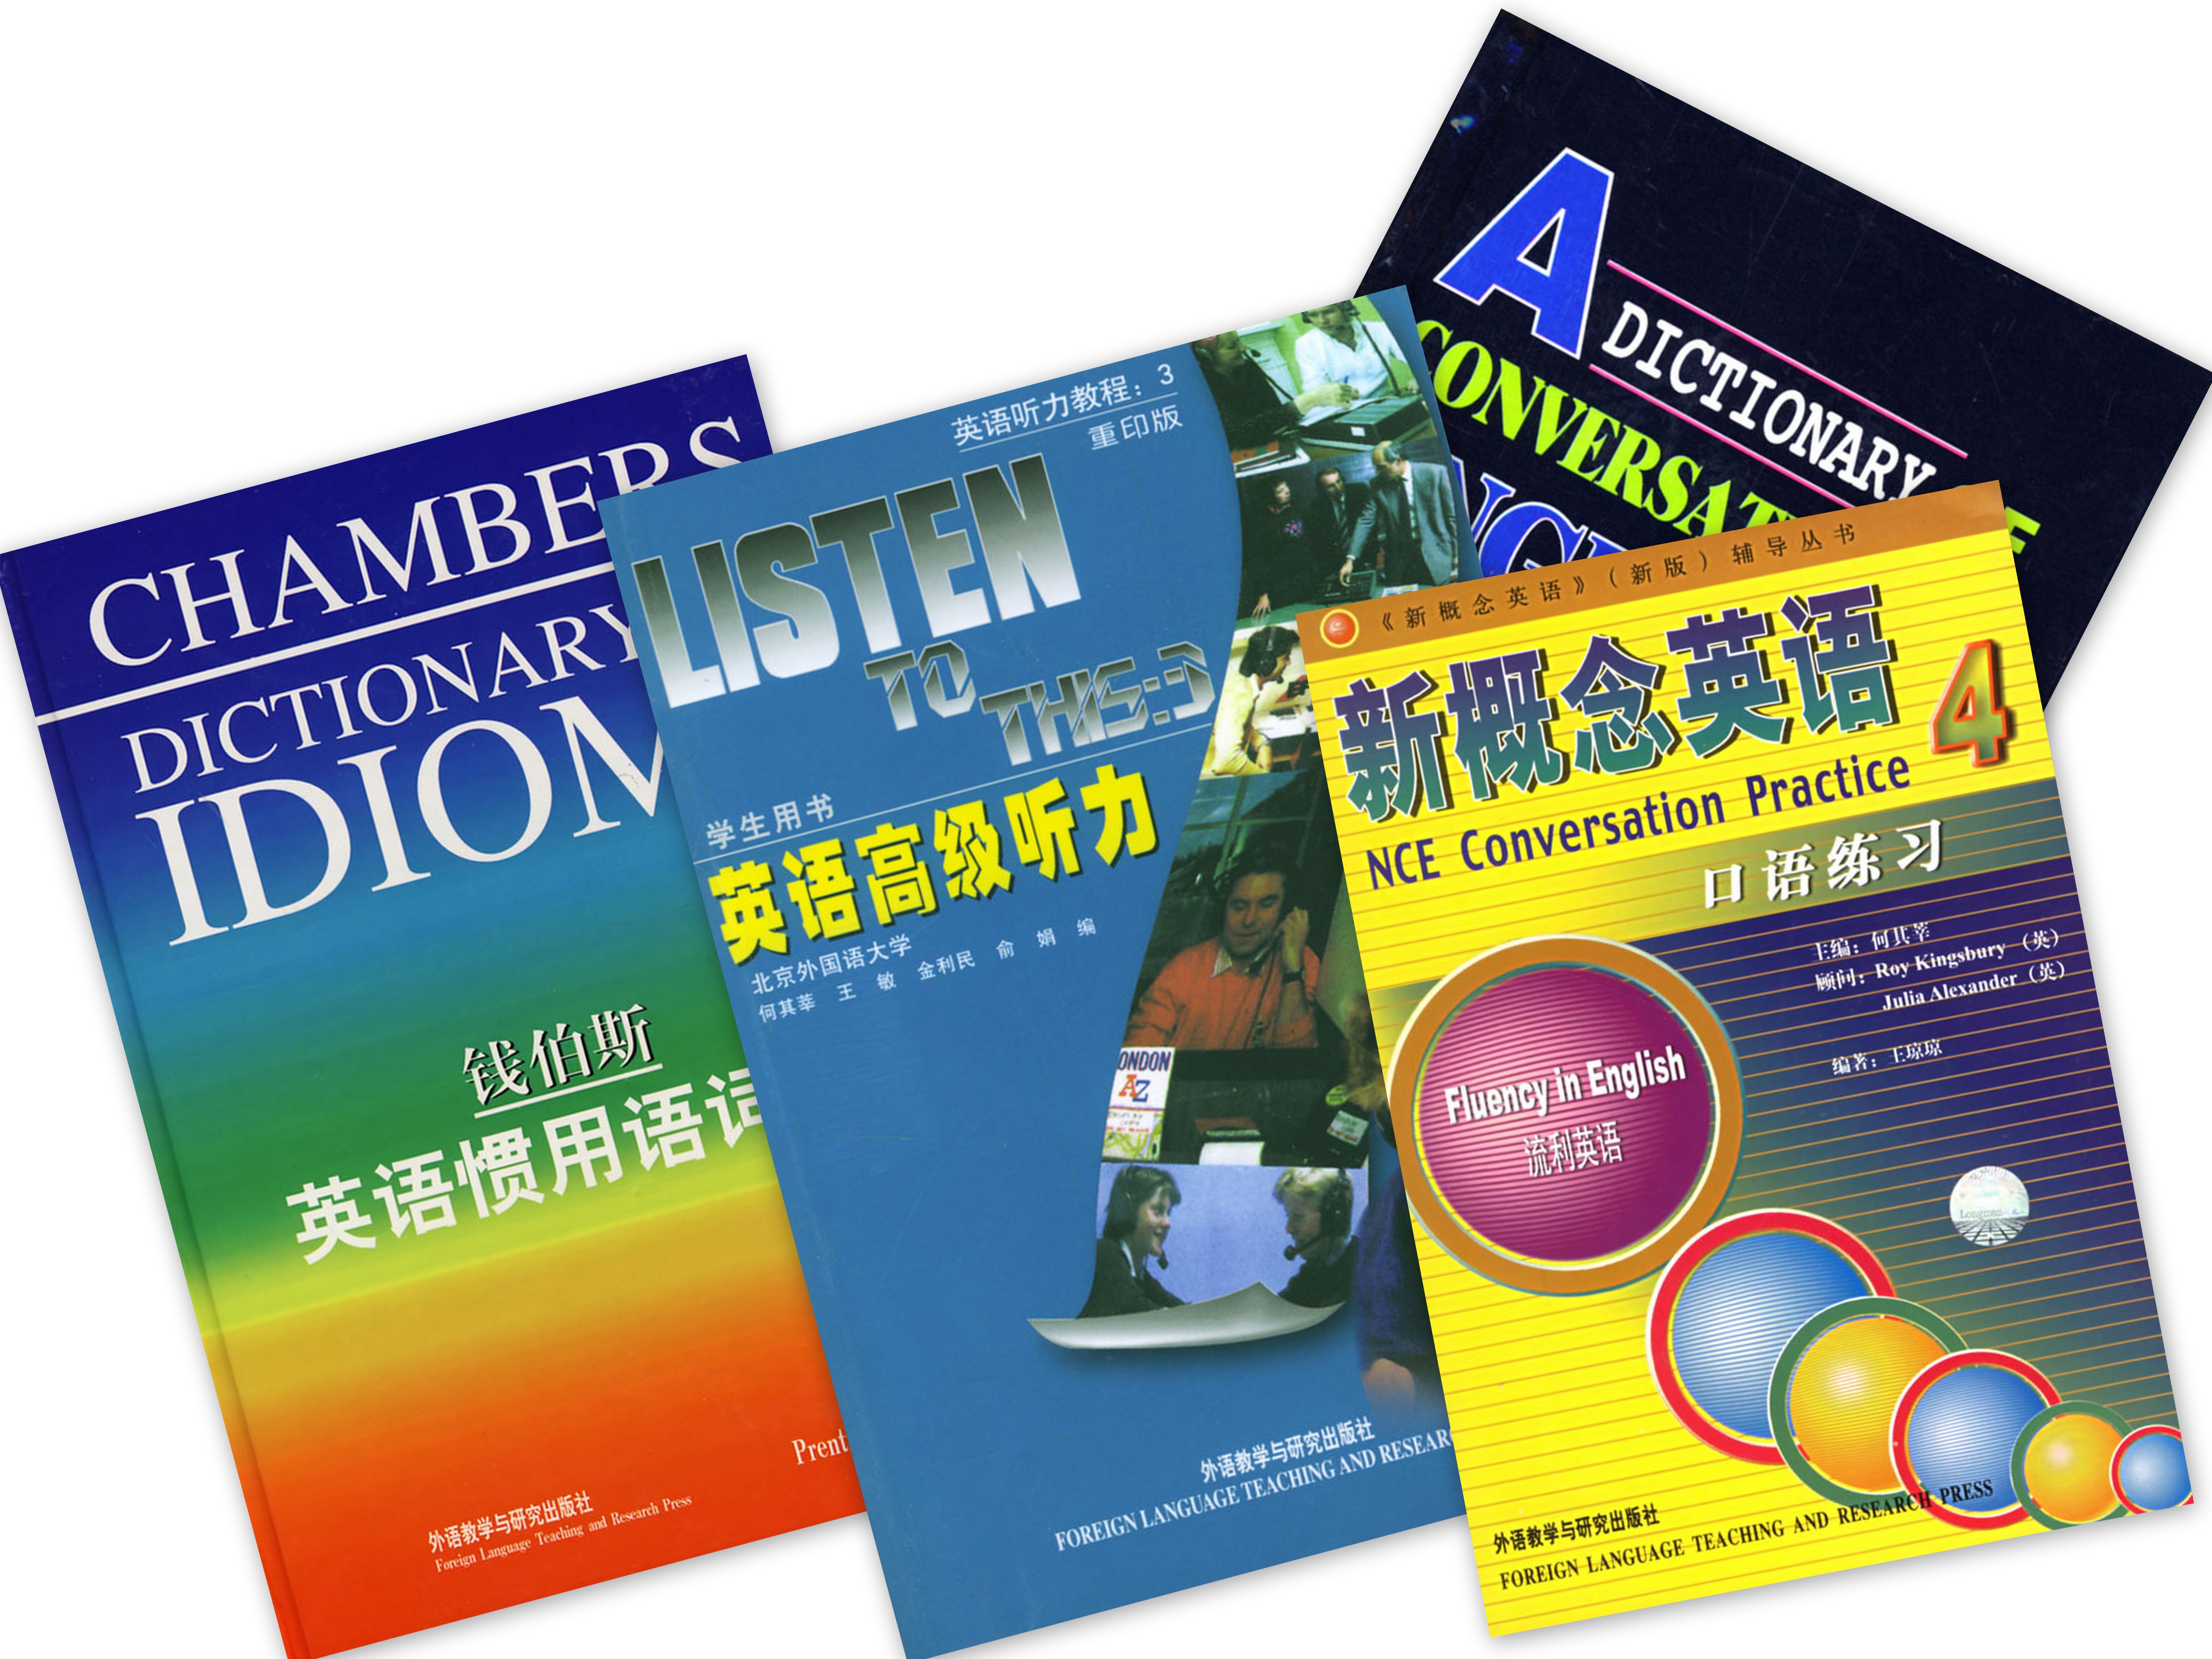 CHAMBERS
DICTIONARY
IDIOM
钱伯斯
英语惯用语词
Prent
外语教学与研究出版社
Foreign Language Teaching and Research Press
英语听力教程：3
重印版
LISTEN
TO
THIS:3
学生用书
英语高级听力
北京外国语大学
何其莘 王敏 金利民 俞娟 编
LONDON
AZ
外语教学与研究出版社
FOREIGN LANGUAGE TEACHING AND RESEARC
A DICTIONARY
CONVERSAT
《新概念英语》（新版）辅导丛书
新概念英语 4
NCE Conversation Practice
口语练习
主编：何其莘
顾问：Roy Kingsbury（英）
Julia Alexander（英）
编著：王琼琼
Fluency in English
流利英语
Longman
外语教学与研究出版社
FOREIGN LANGUAGE TEACHING AND RESEARCH PRESS